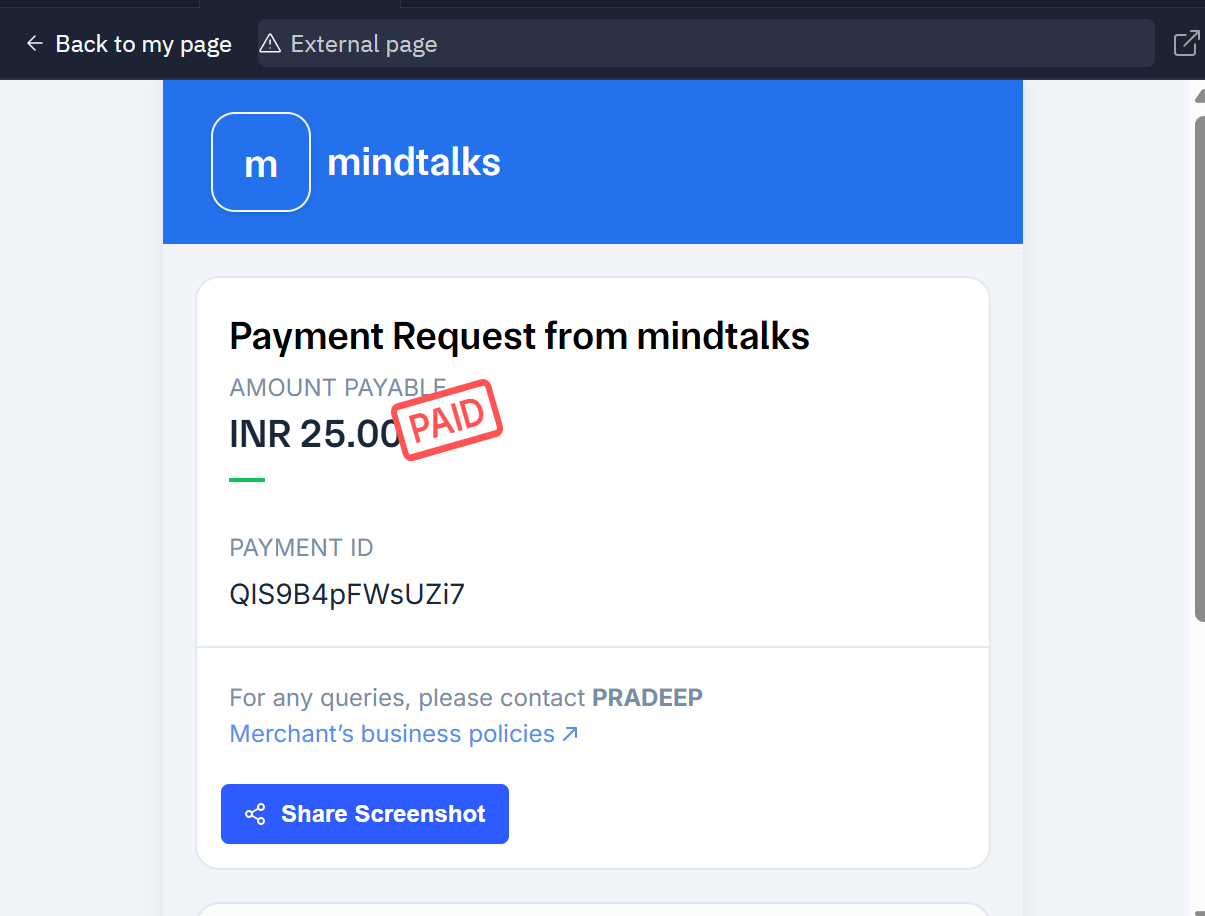 Back to my page
External page
m
mindtalks
Payment Request from mindtalks
AMOUNT PAYABLE
INR 25.00
PAID
PAYMENT ID
QIS9B4pFWsUZi7
For any queries, please contact PRADEEP
Merchant's business policies
Share Screenshot